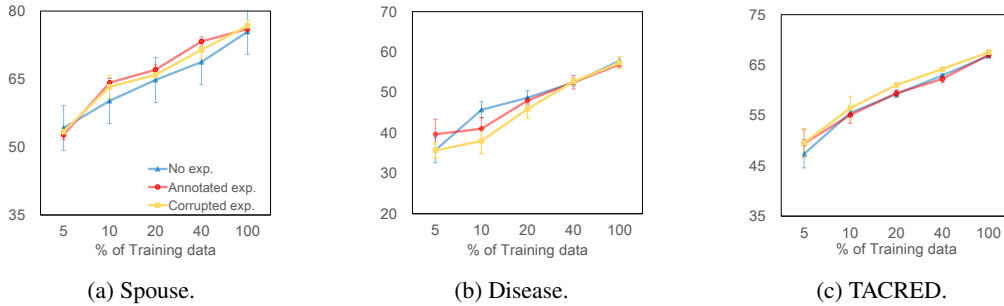 80
65
50
35
No exp.
Annotated exp.
Corrupted exp.
5 10 20 40 100
% of Training data
(a) Spouse.
70
60
50
40
30
20
5 10 20 40 100
% of Training data
(b) Disease.
75
65
55
45
35
5 10 20 40 100
% of Training data
(c) TACRED.